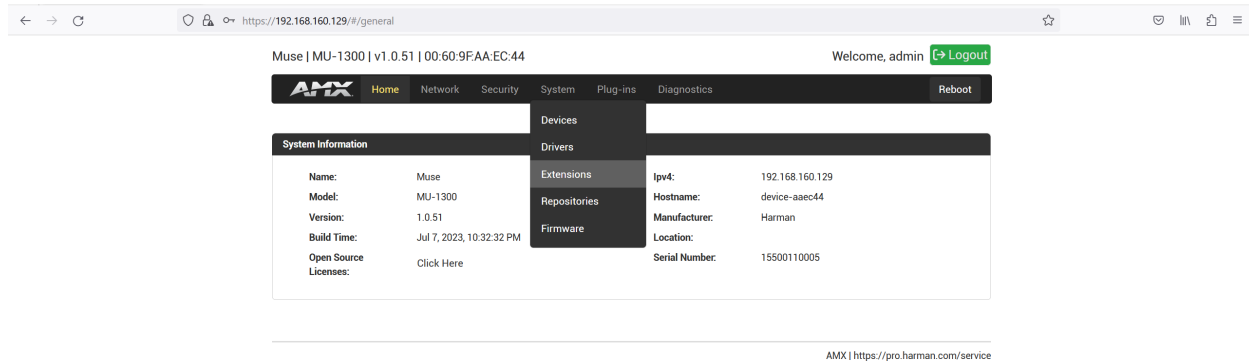 https://192.168.160.129/#/general
Muse | MU-1300 | v1.0.51 | 00:60:9F:AA:EC:44
Welcome, admin Logout
AMX Home Network Security System Plug-ins Diagnostics Reboot
Devices
Drivers
Extensions
Repositories
Firmware
System Information
Name: Muse
Model: MU-1300
Version: 1.0.51
Build Time: Jul 7, 2023, 10:32:32 PM
Open Source
Licenses:
Click Here
Ipv4: 192.168.160.129
Hostname: device-aaec44
Manufacturer: Harman
Location:
Serial Number: 15500110005
AMX | https://pro.harman.com/service